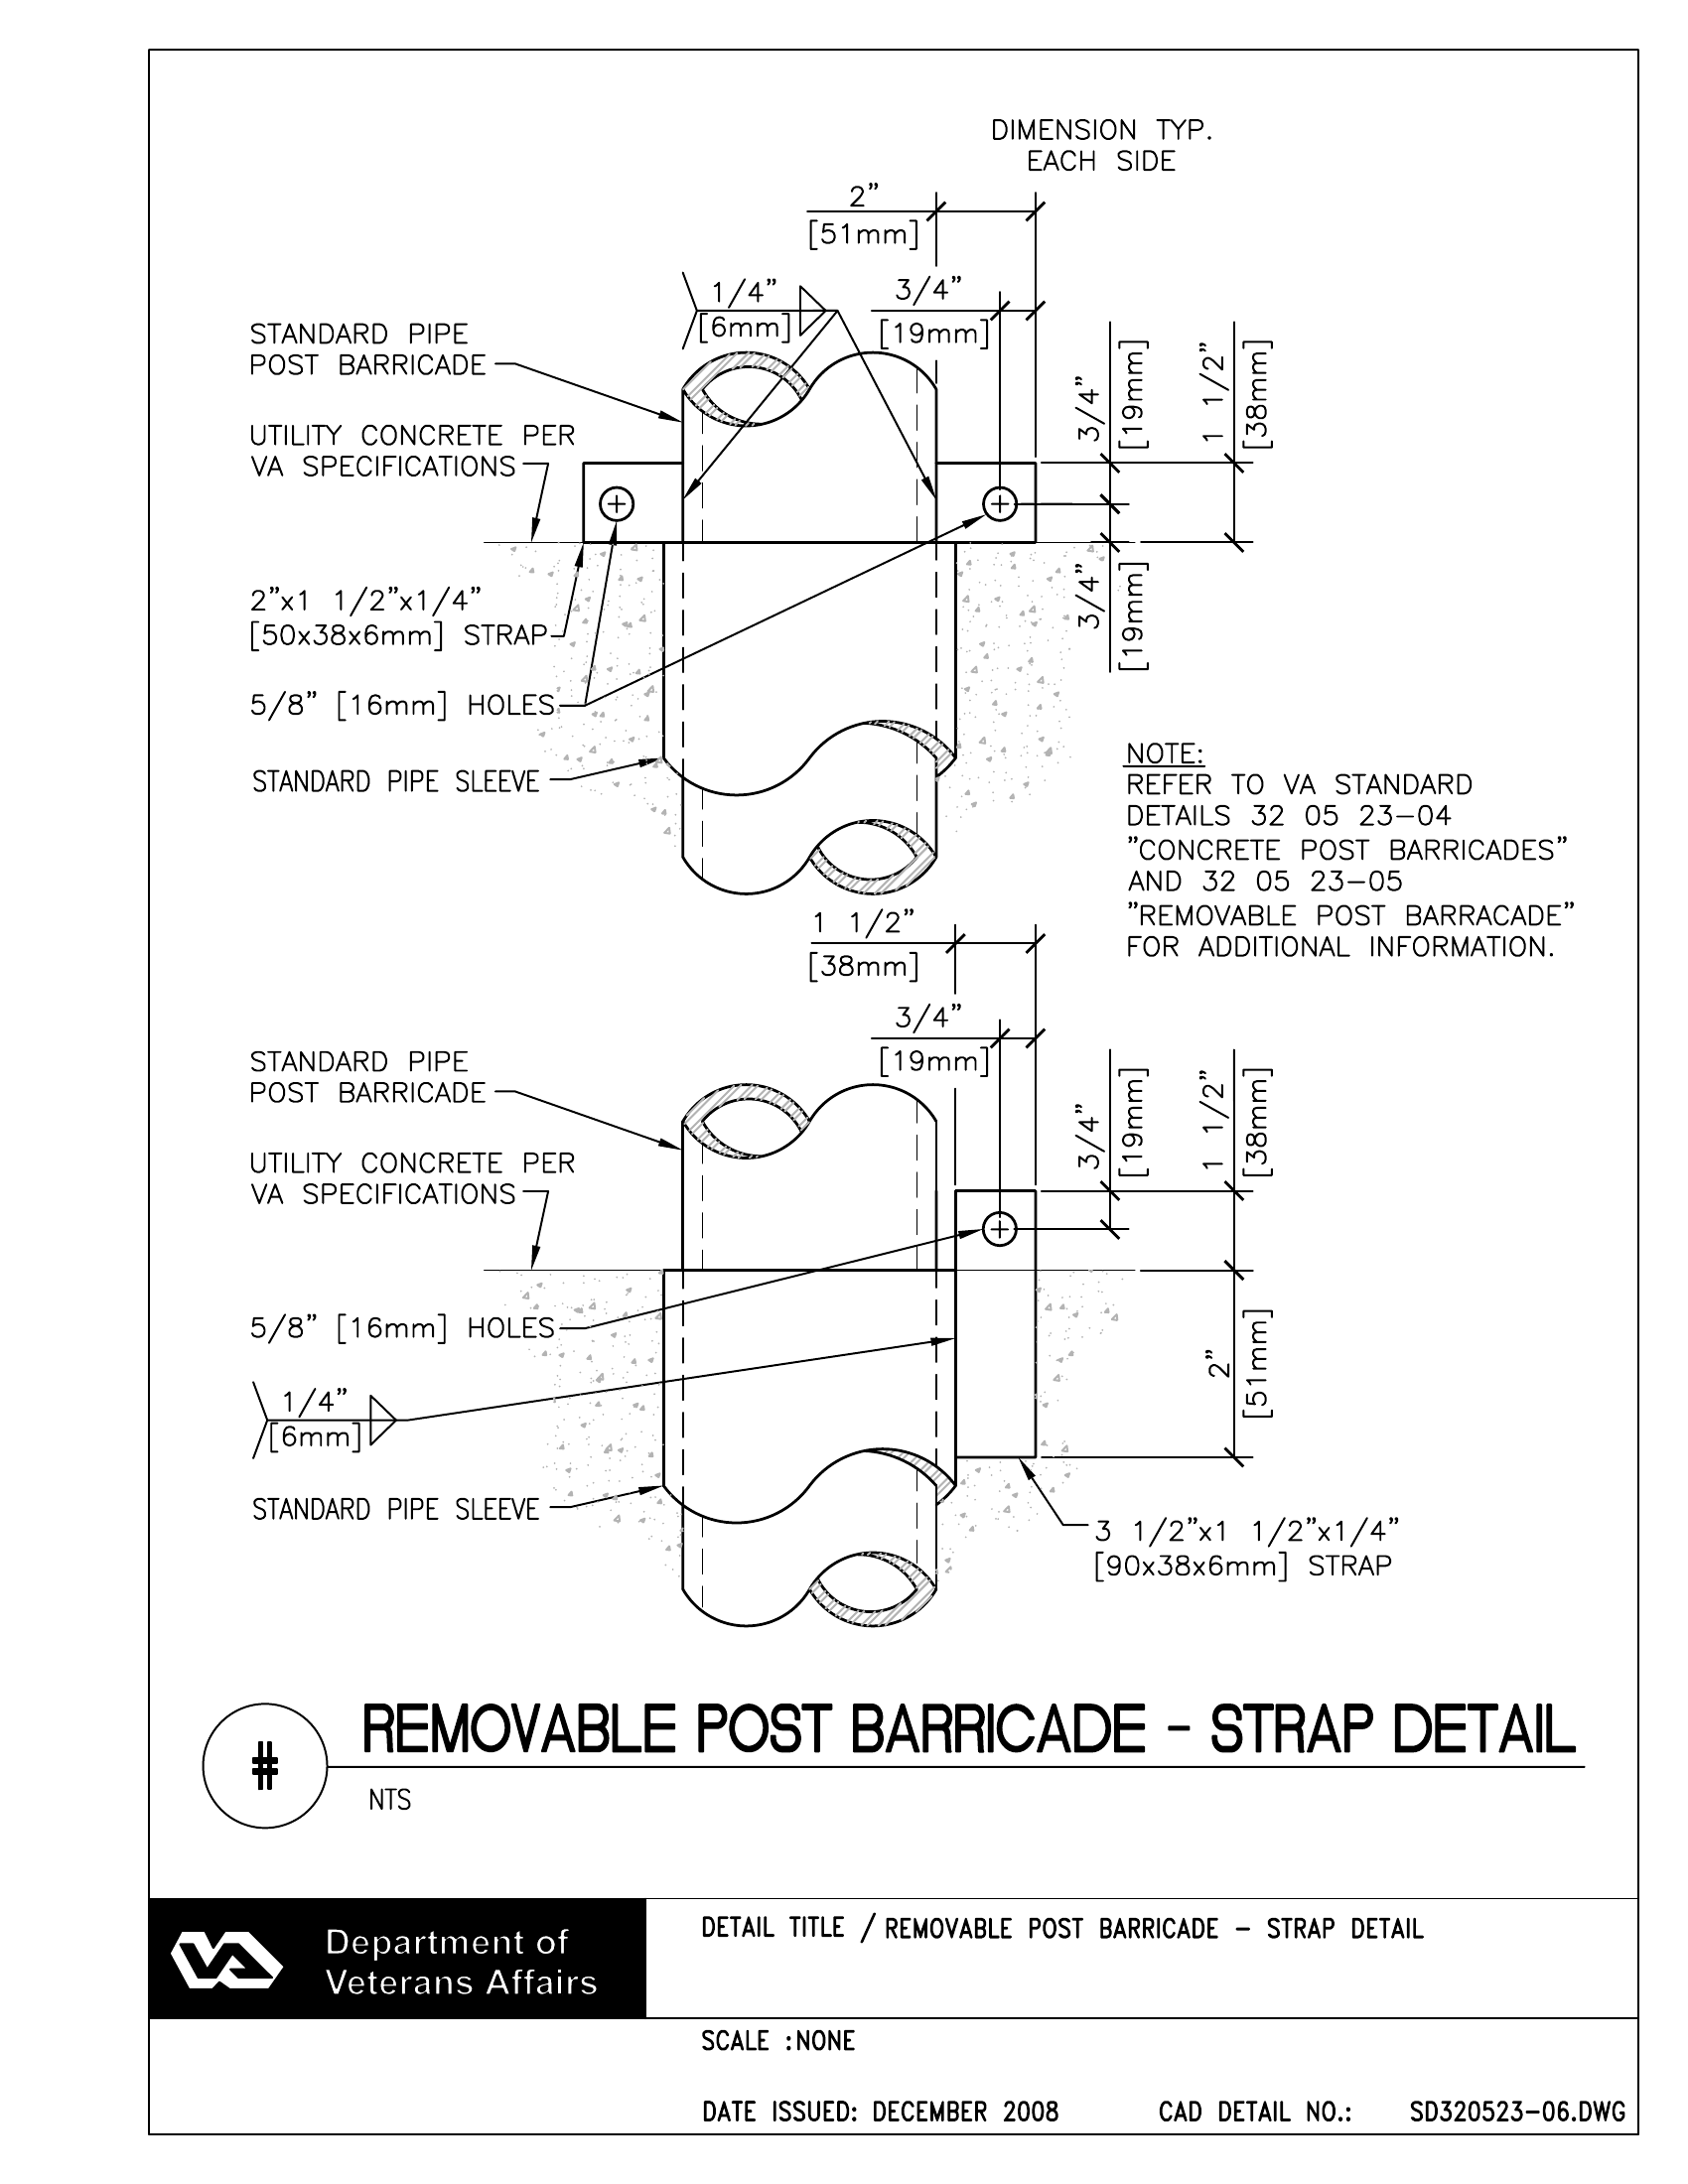 DIMENSION TYP.
EACH SIDE
2"
[51mm]
1/4"
[6mm]
3/4"
[19mm]
STANDARD PIPE
POST BARRICADE
UTILITY CONCRETE PER
VA SPECIFICATIONS
3/4"
[19mm]
1 1/2"
[38mm]
2"x1 1/2"x1/4"
[50x38x6mm] STRAP
3/4"
[19mm]
5/8" [16mm] HOLES
STANDARD PIPE SLEEVE
NOTE:
REFER TO VA STANDARD
DETAILS 32 05 23-04
"CONCRETE POST BARRICADES"
AND 32 05 23-05
"REMOVABLE POST BARRACADE"
FOR ADDITIONAL INFORMATION.
1 1/2"
[38mm]
3/4"
[19mm]
STANDARD PIPE
POST BARRICADE
UTILITY CONCRETE PER
VA SPECIFICATIONS
3/4"
[19mm]
1 1/2"
[38mm]
5/8" [16mm] HOLES
2"
[51mm]
1/4"
[6mm]
STANDARD PIPE SLEEVE
3 1/2"x1 1/2"x1/4"
[90x38x6mm] STRAP
# REMOVABLE POST BARRICADE - STRAP DETAIL
NTS
VA
Department of
Veterans Affairs
DETAIL TITLE / REMOVABLE POST BARRICADE - STRAP DETAIL
SCALE :NONE
DATE ISSUED: DECEMBER 2008 CAD DETAIL NO.: SD320523-06.DWG